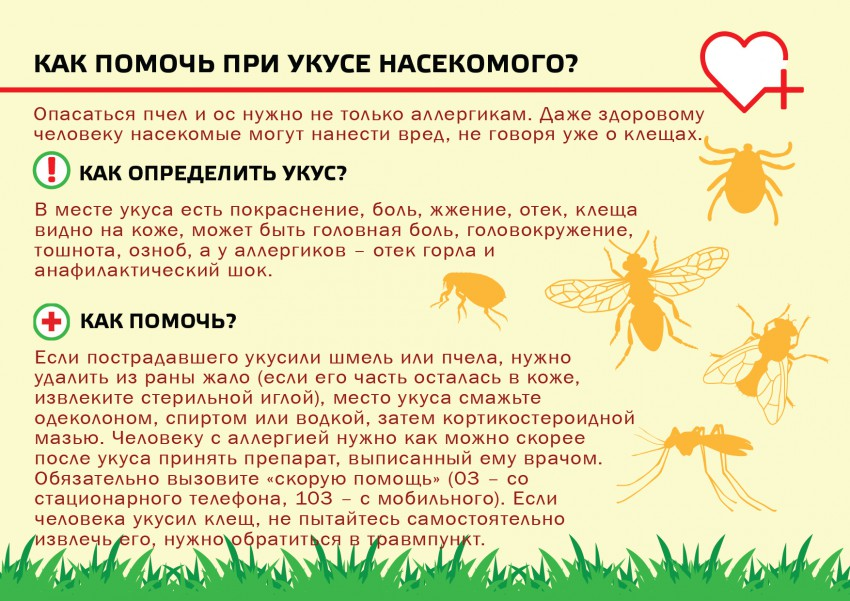 КАК ПОМОЧЬ ПРИ УКУСЕ НАСЕКОМОГО?
Опасаться пчел и ос нужно не только аллергикам. Даже здоровому
человеку насекомые могут нанести вред, не говоря уже о клещах.
КАК ОПРЕДЕЛИТЬ УКУС?
В месте укуса есть покраснение, боль, жжение, отек, клеща
видно на коже, может быть головная боль, головокружение,
тошнота, озноб, а у аллергиков – отек горла и
анафилактический шок.
КАК ПОМОЧЬ?
Если пострадавшего укусили шмель или пчела, нужно
удалить из раны жало (если его часть осталась в коже,
извлеките стерильной иглой), место укуса смажьте
одеколоном, спиртом или водкой, затем кортикостероидной
мазью. Человеку с аллергией нужно как можно скорее
после укуса принять препарат, выписанный ему врачом.
Обязательно вызовите «скорую помощь» (03 – со
стационарного телефона, 103 – с мобильного). Если
человека укусил клещ, не пытайтесь самостоятельно
извлечь его, нужно обратиться в травмпункт.